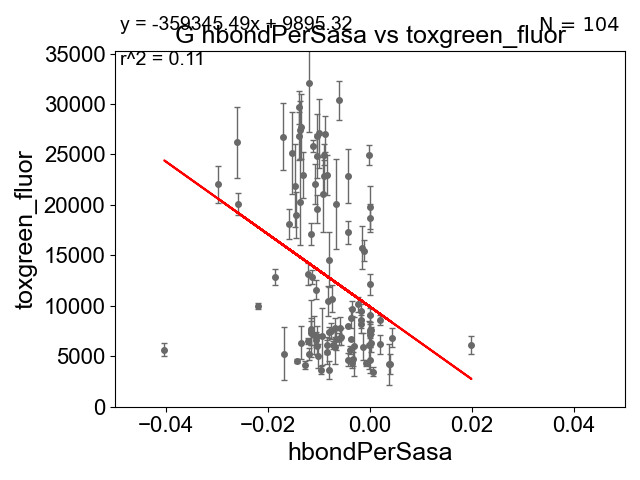 y = -359345.49x + 9895.32
N = 104
G hbondPerSasa vs toxgreen_fluor
r^2 = 0.11
35000
30000
25000
20000
15000
10000
5000
0
toxgreen_fluor
−0.04
−0.02
0.00
0.02
0.04
hbondPerSasa